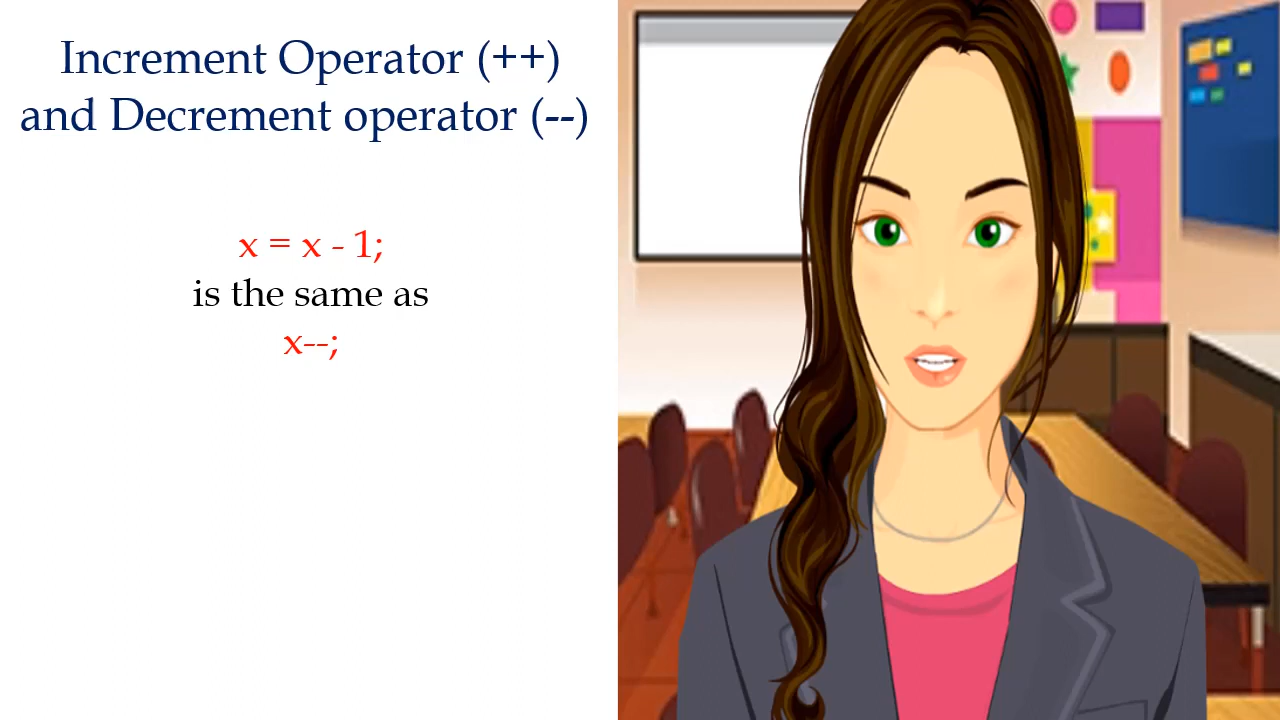 Increment Operator (++)
and Decrement operator (--)
x = x - 1;
is the same as
x--;